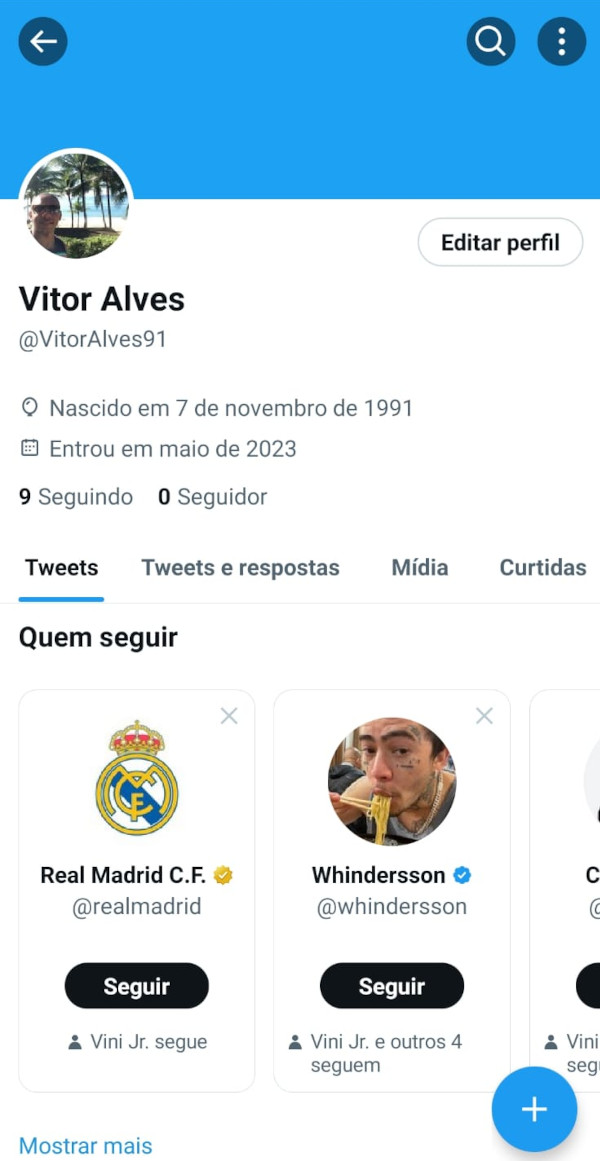 Editar perfil
Vitor Alves
@VitorAlves91
Nascido em 7 de novembro de 1991
Entrou em maio de 2023
9 Seguindo 0 Seguidor
Tweets Tweets e respostas Mídia Curtidas
Quem seguir
Real Madrid C.F.
@realmadrid
Seguir
Vini Jr. segue
Whindersson
@whindersson
Seguir
Vini Jr. e outros 4
seguem
C
@
Vini
seg
Mostrar mais